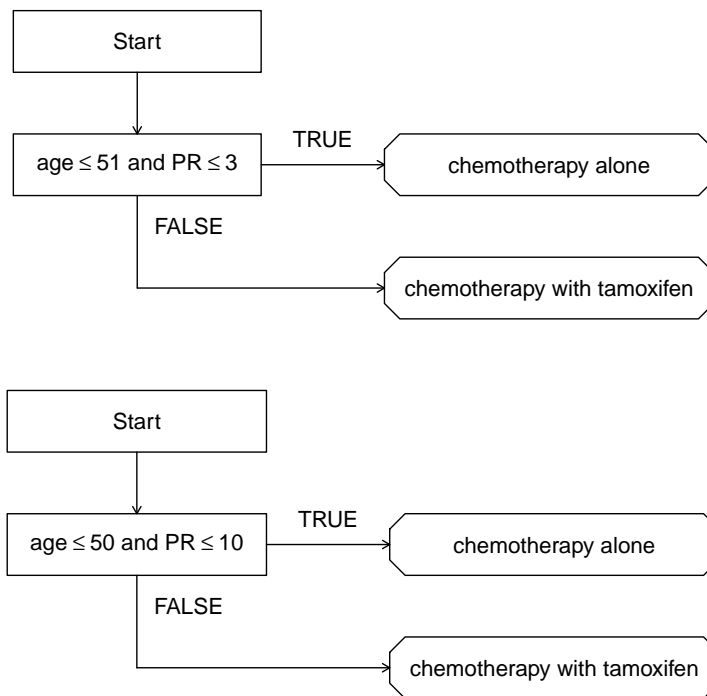 Start
age ≤ 51 and PR ≤ 3
TRUE
chemotherapy alone
FALSE
chemotherapy with tamoxifen
Start
age ≤ 50 and PR ≤ 10
TRUE
chemotherapy alone
FALSE
chemotherapy with tamoxifen